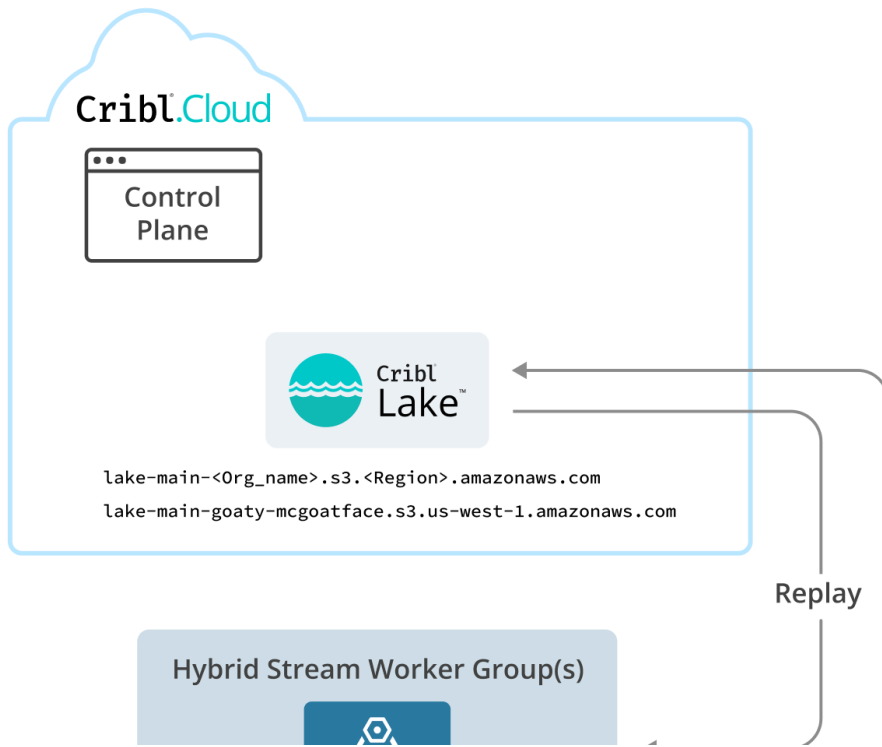 Cribl.Cloud
Control
Plane
Cribl
Lake™
lake-main-<Org_name>.s3.<Region>.amazonaws.com
lake-main-goaty-mcgoatface.s3.us-west-1.amazonaws.com
Replay
Hybrid Stream Worker Group(s)